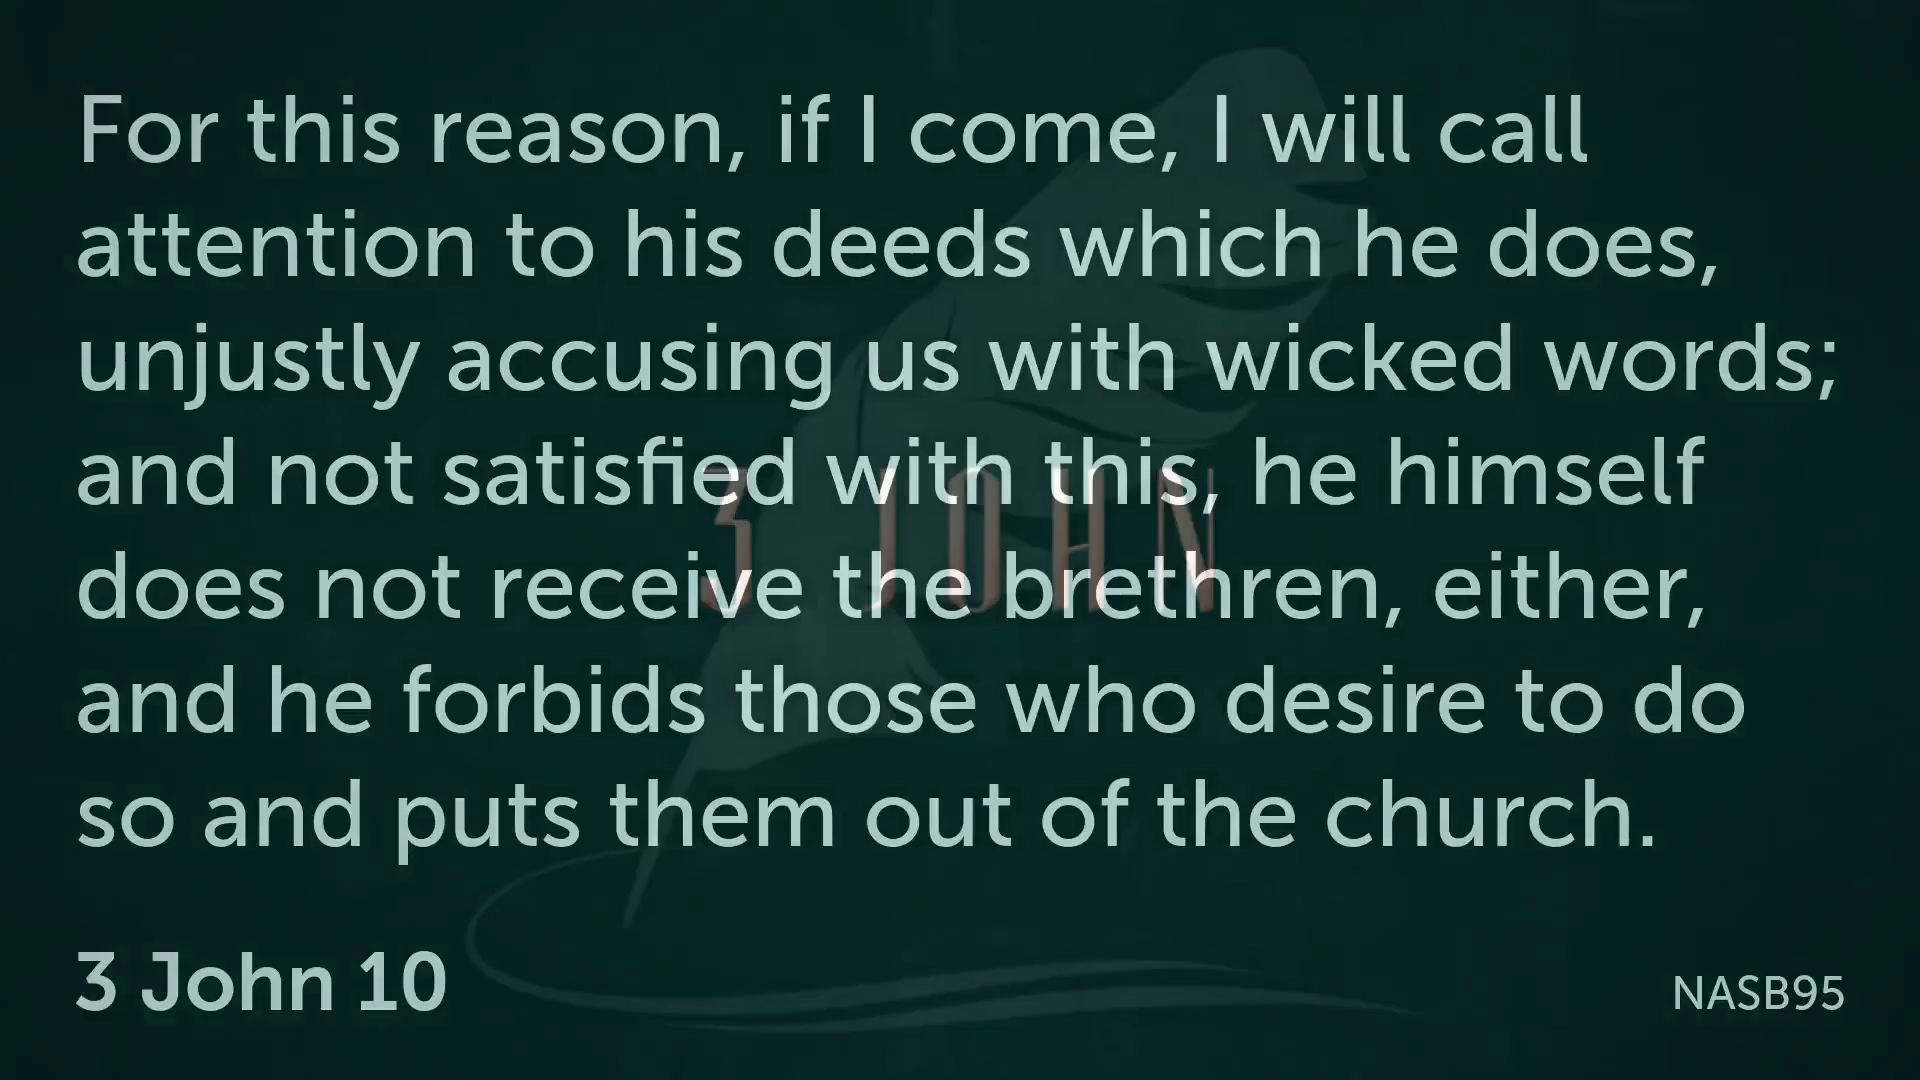 For this reason, if I come, I will call
attention to his deeds which he does,
unjustly accusing us with wicked words;
and not satisfied with this, he himself
does not receive the brethren, either,
and he forbids those who desire to do
so and puts them out of the church.
3 JOHN
3 John 10
NASB95